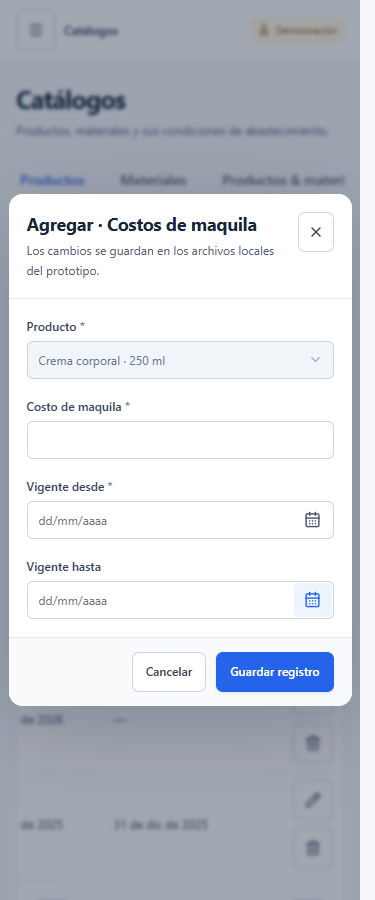 Catálogos
Demostración
Catálogos
Productos, materiales y sus condiciones de abastecimiento.
Productos
Materiales
Productos & materi
Agregar · Costos de maquila
Los cambios se guardan en los archivos locales
del prototipo.
Producto *
Crema corporal · 250 ml
Costo de maquila *
Vigente desde *
dd/mm/aaaa
Vigente hasta
dd/mm/aaaa
Cancelar
Guardar registro
de 2028
—
de 2025
31 de dic de 2025